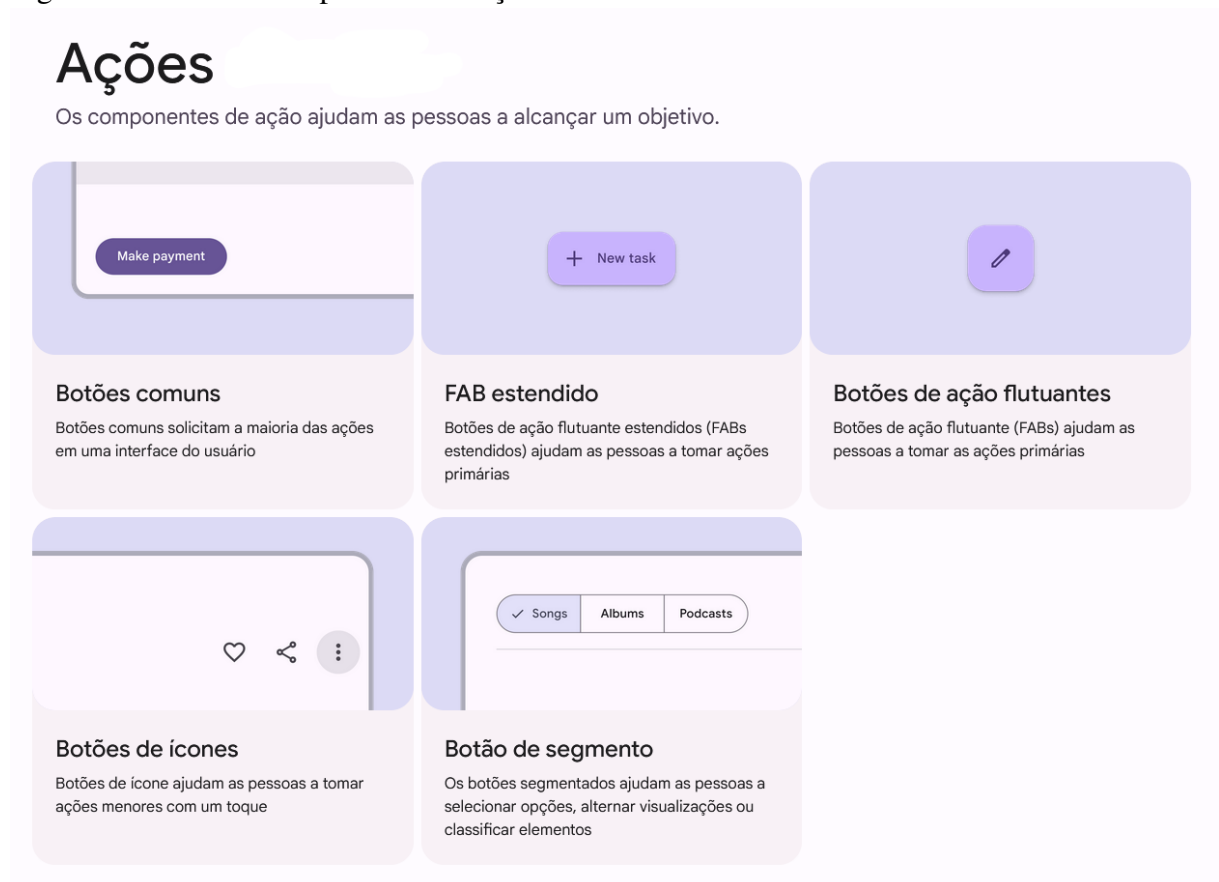 Ações
Os componentes de ação ajudam as pessoas a alcançar um objetivo.
Make payment
New task
Botões comuns
Botões comuns solicitam a maioria das ações
em uma interface do usuário
FAB estendido
Botões de ação flutuante estendidos (FABs
estendidos) ajudam as pessoas a tomar ações
primárias
Botões de ação flutuantes
Botões de ação flutuante (FABs) ajudam as
pessoas a tomar as ações primárias
Songs Albums Podcasts
Botões de ícones
Botões de ícone ajudam as pessoas a tomar
ações menores com um toque
Botão de segmento
Os botões segmentados ajudam as pessoas a
selecionar opções, alternar visualizações ou
classificar elementos